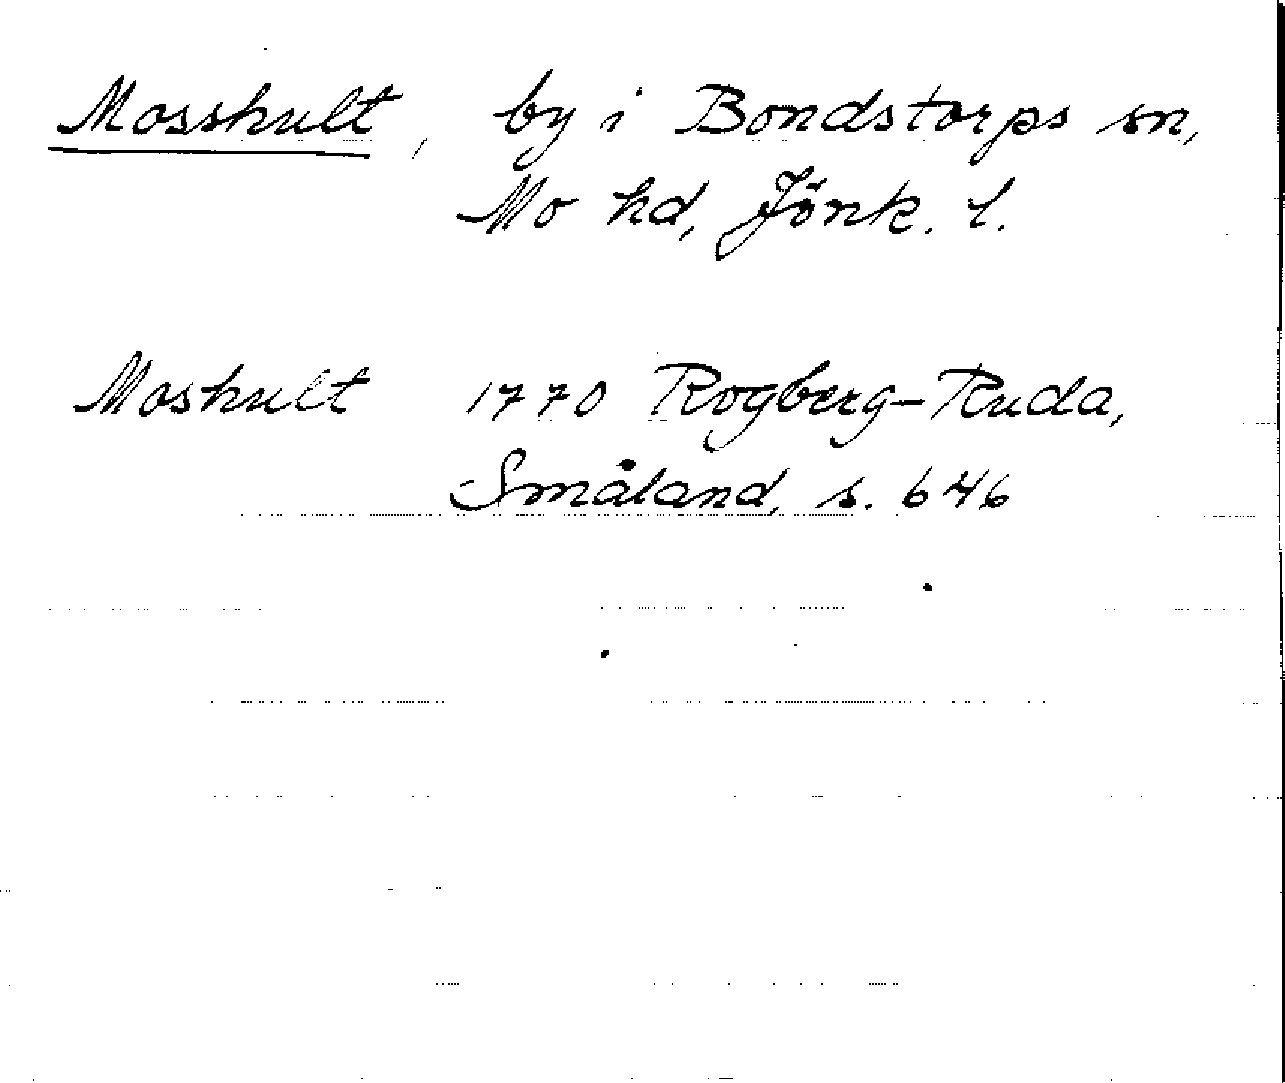 Mosshult, by i Bondstorps sn,
Mo hd, Jönk. l.
Moshult 1770 Rogberg-Ruda,
Småland, s. 646